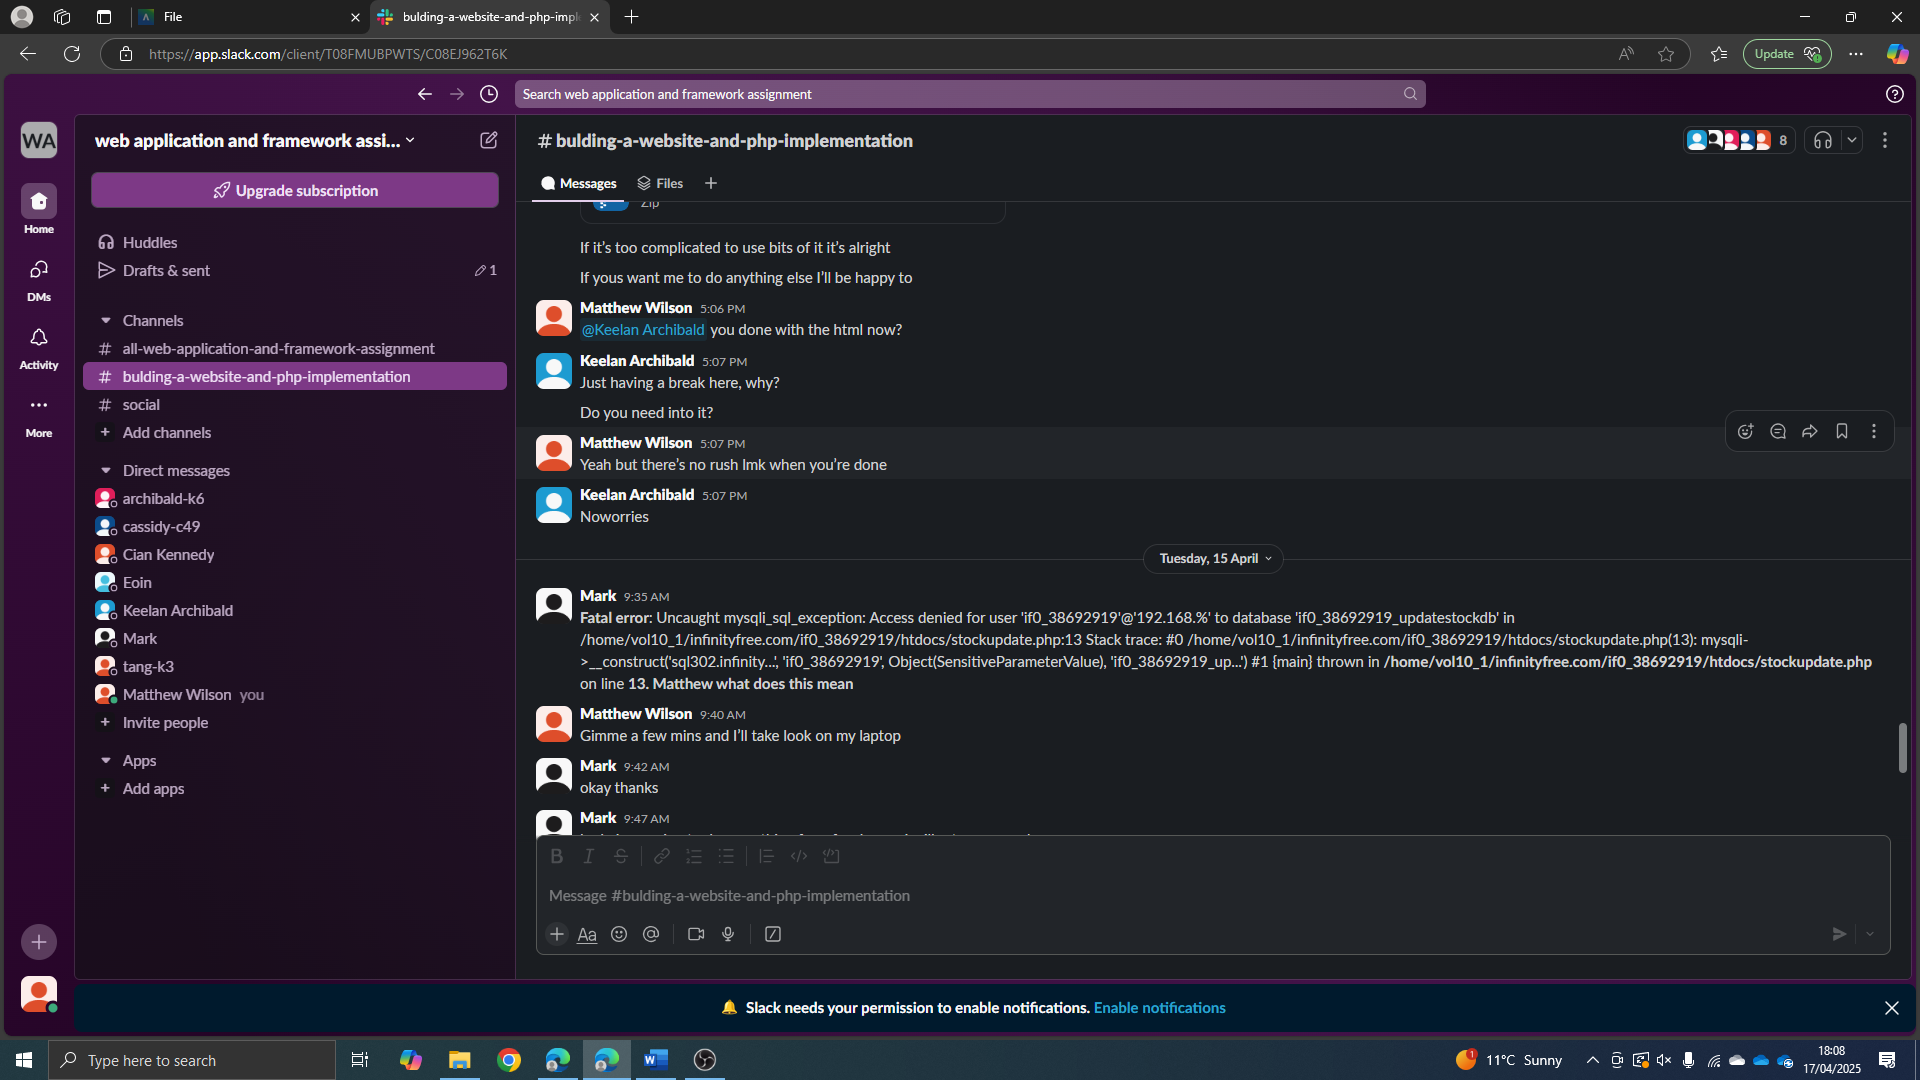 File
bulding-a-website-and-php-impl
https://app.slack.com/client/T08FMUBPWTS/C08EJ962T6K
Update
Search web application and framework assignment
WA
web application and framework assi...
Upgrade subscription
Home
DMs
Activity
More
Huddles
Drafts & sent
1
Channels
# all-web-application-and-framework-assignment
# bulding-a-website-and-php-implementation
# social
+ Add channels
Direct messages
archibald-k6
cassidy-c49
Cian Kennedy
Eoin
Keelan Archibald
Mark
tang-k3
Matthew Wilson you
+ Invite people
Apps
+ Add apps
# bulding-a-website-and-php-implementation
8
Messages
Files
Zip
If it's too complicated to use bits of it it's alright
If yous want me to do anything else I'll be happy to
Matthew Wilson 5:06 PM
@Keelan Archibald you done with the html now?
Keelan Archibald 5:07 PM
Just having a break here, why?
Do you need into it?
Matthew Wilson 5:07 PM
Yeah but there's no rush lmk when you're done
Keelan Archibald 5:07 PM
Noworries
Tuesday, 15 April
Mark 9:35 AM
Fatal error: Uncaught mysqli_sql_exception: Access denied for user 'if0_38692919'@'192.168.%' to database 'if0_38692919_updatestockdb' in
/home/vol10_1/infinityfree.com/if0_38692919/htdocs/stockupdate.php:13 Stack trace: #0 /home/vol10_1/infinityfree.com/if0_38692919/htdocs/stockupdate.php(13): mysqli-
>__construct('sql302.infinity...', 'if0_38692919', Object(SensitiveParameterValue), 'if0_38692919_up...') #1 {main} thrown in /home/vol10_1/infinityfree.com/if0_38692919/htdocs/stockupdate.php
on line 13. Matthew what does this mean
Matthew Wilson 9:40 AM
Gimme a few mins and I'll take look on my laptop
Mark 9:42 AM
okay thanks
Mark 9:47 AM
Message #bulding-a-website-and-php-implementation
Aa
Slack needs your permission to enable notifications. Enable notifications
Type here to search
1
11°C Sunny
18:08
17/04/2025